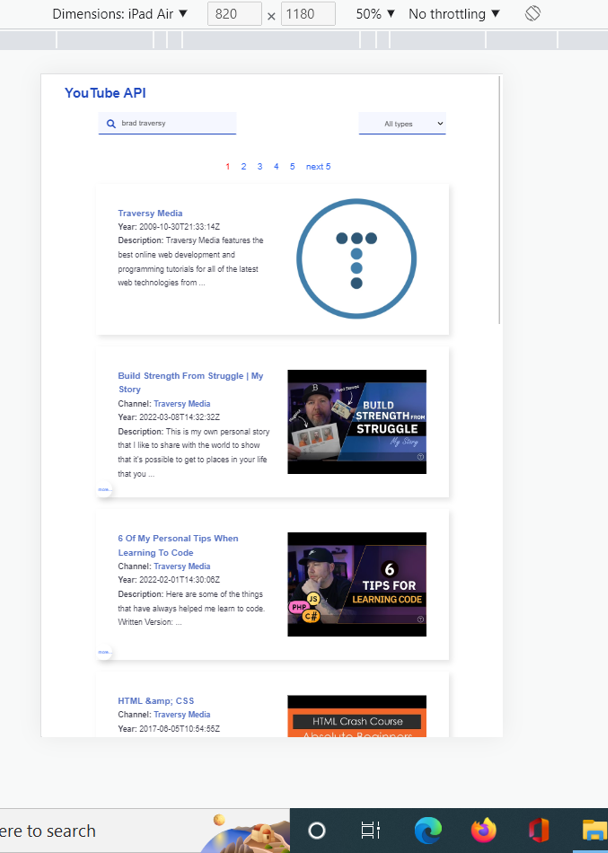 Dimensions: iPad Air ▼ 820 × 1180 50% ▼ No throttling ▼
YouTube API
brad traversy
All types
1 2 3 4 5 next 5
Traversy Media
Year: 2009-10-30T21:33:14Z
Description: Traversy Media features the
best online web development and
programming tutorials for all of the latest
web technologies from ...
Build Strength From Struggle | My
Story
Channel: Traversy Media
Year: 2022-03-08T14:32:32Z
Description: This is my own personal story
that I like to share with the world to show
that it's possible to get to places in your life
that you ...
BUILD
STRENGTH FROM
STRUGGLE
My Story
6 Of My Personal Tips When
Learning To Code
Channel: Traversy Media
Year: 2022-02-01T14:30:06Z
Description: Here are some of the things
that have always helped me learn to code.
Written Version: ...
6
TIPS FOR
LEARNING CODE
JS
PHP
C#
HTML &amp; CSS
Channel: Traversy Media
Year: 2017-06-05T10:54:55Z
HTML Crash Course
Absolute Beginners
ere to search